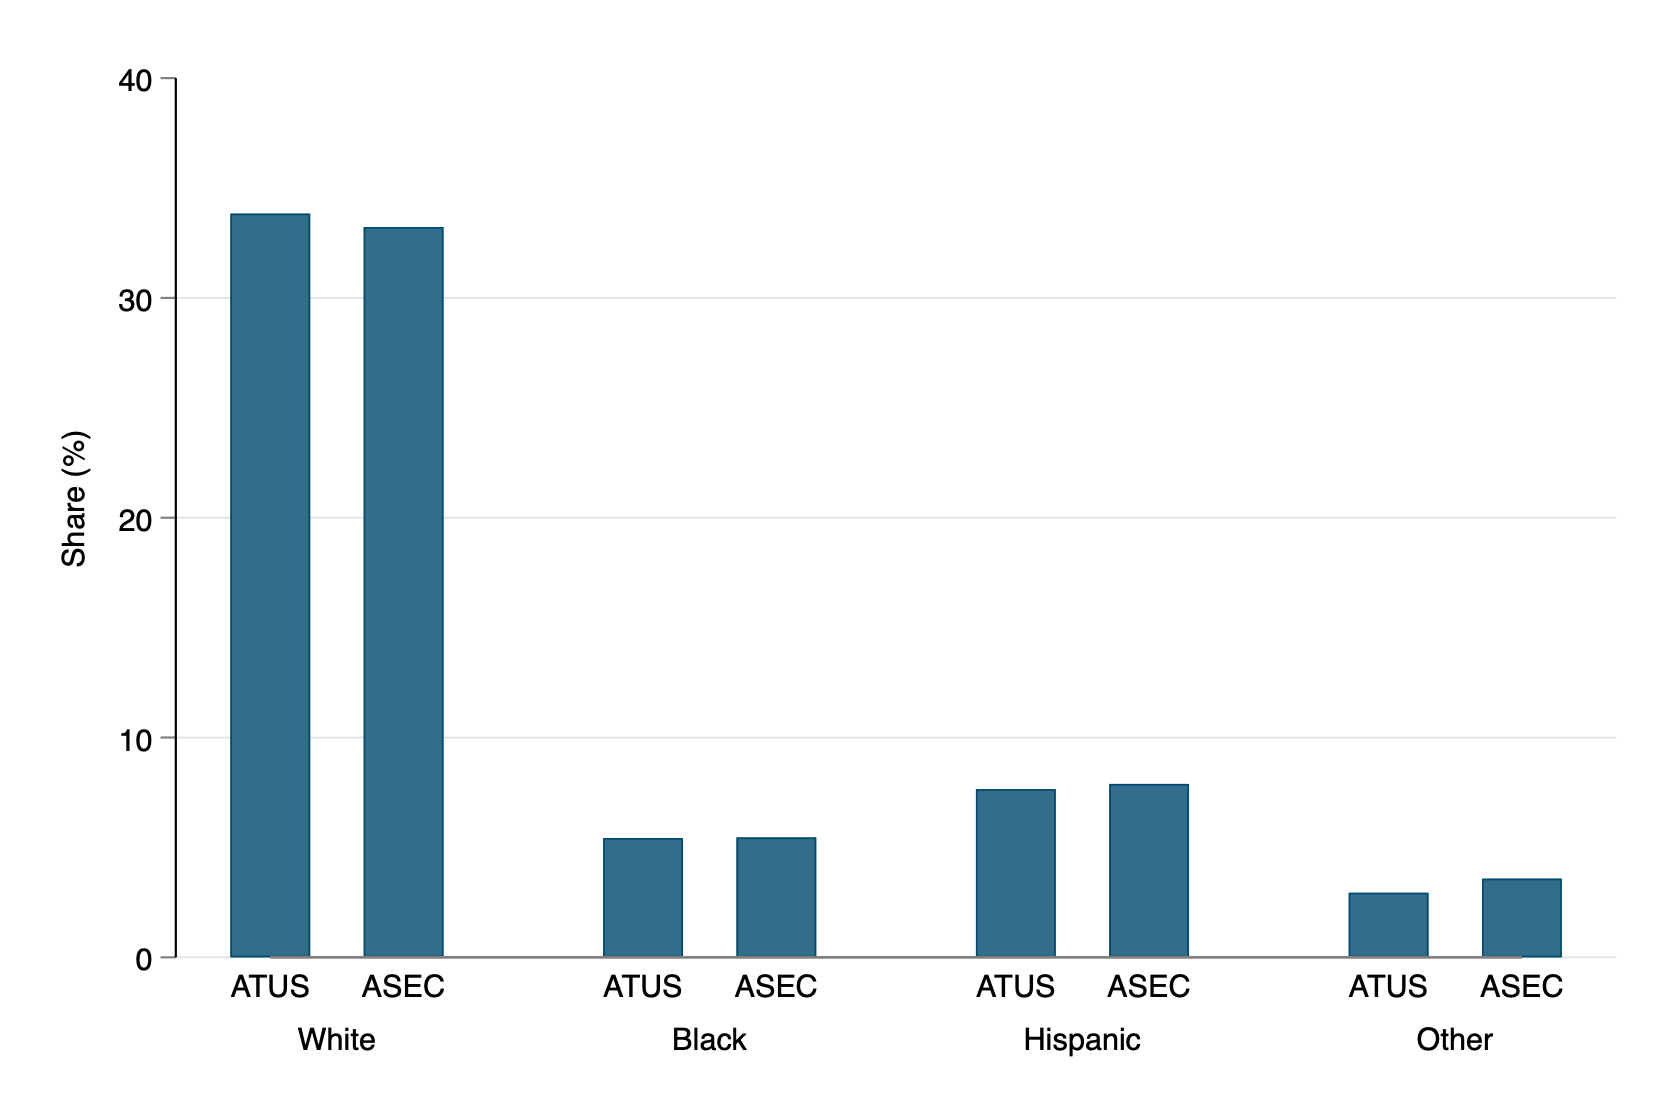 40
30
20
10
0
Share (%)
ATUS ASEC ATUS ASEC ATUS ASEC ATUS ASEC
White Black Hispanic Other